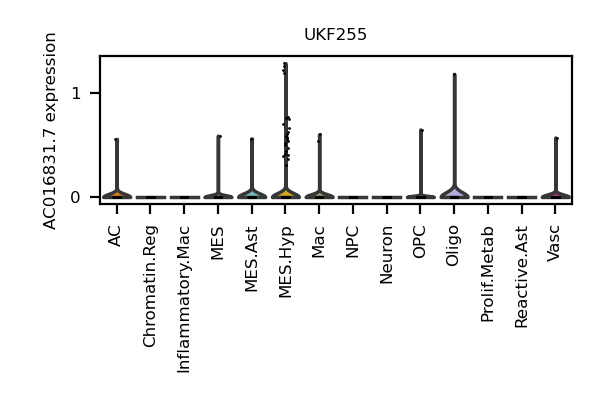 UKF255
AC016831.7 expression
1
0
AC
Chromatin.Reg
Inflammatory.Mac
MES
MES.Ast
MES.Hyp
Mac
NPC
Neuron
OPC
Oligo
Prolif.Metab
Reactive.Ast
Vasc